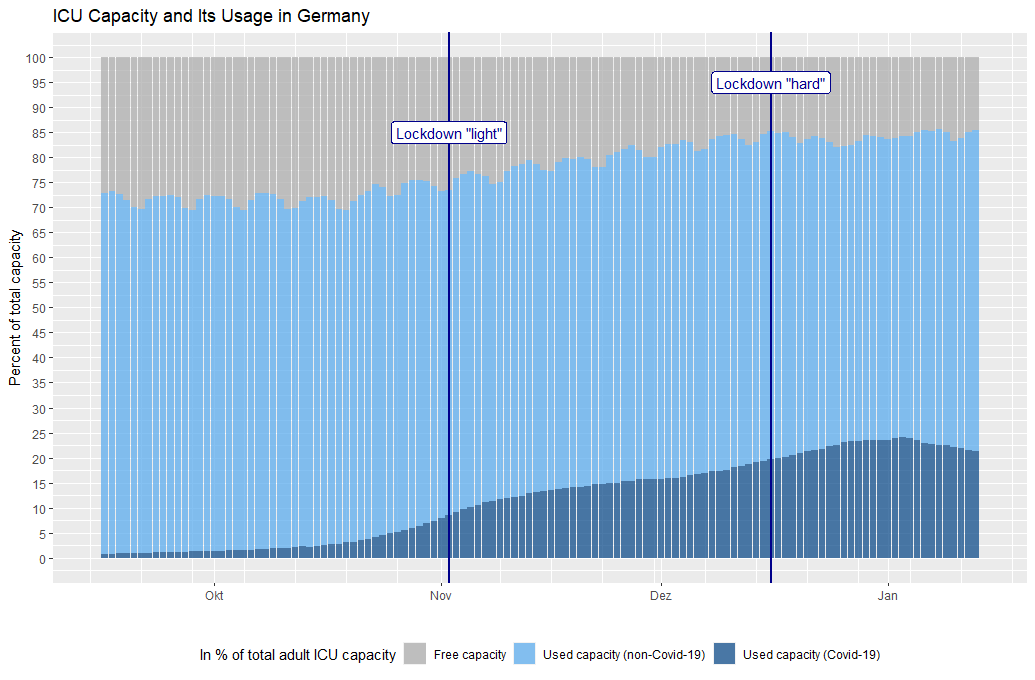 ICU Capacity and Its Usage in Germany
Percent of total capacity
100
95
90
85
80
75
70
65
60
55
50
45
40
35
30
25
20
15
10
5
0
Lockdown "light"
Lockdown "hard"
Okt
Nov
Dez
Jan
In % of total adult ICU capacity
Free capacity
Used capacity (non-Covid-19)
Used capacity (Covid-19)